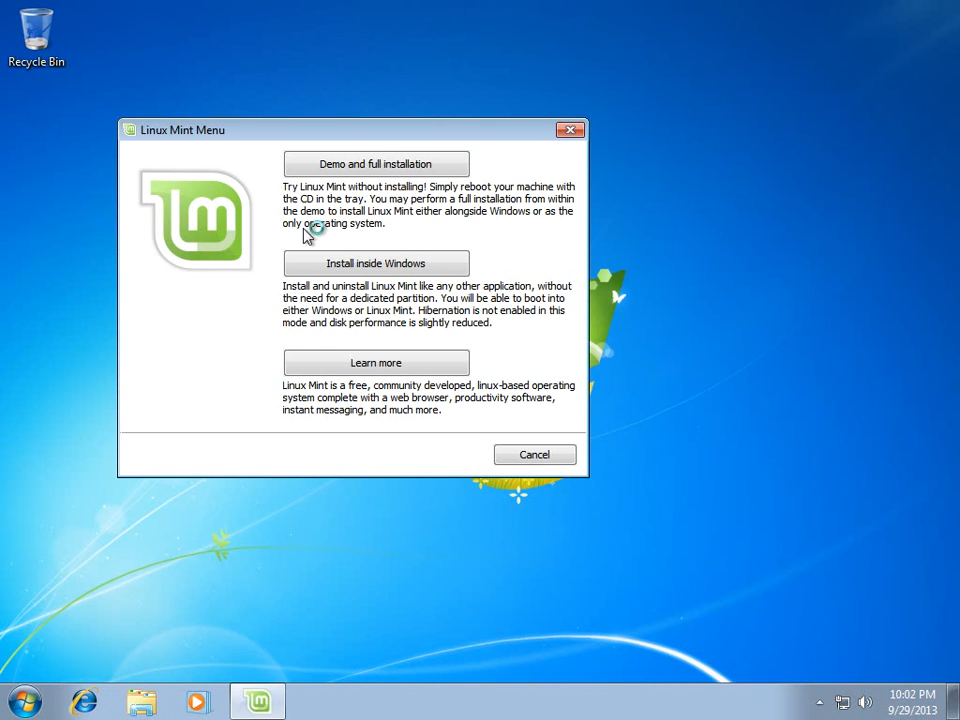 Recycle Bin
Linux Mint Menu
Demo and full installation
Try Linux Mint without installing! Simply reboot your machine with
the CD in the tray. You may perform a full installation from within
the demo to install Linux Mint either alongside Windows or as the
only operating system.
Install inside Windows
Install and uninstall Linux Mint like any other application, without
the need for a dedicated partition. You will be able to boot into
either Windows or Linux Mint. Hibernation is not enabled in this
mode and disk performance is slightly reduced.
Learn more
Linux Mint is a free, community developed, linux-based operating
system complete with a web browser, productivity software,
instant messaging, and much more.
Cancel
10:02 PM
9/29/2013